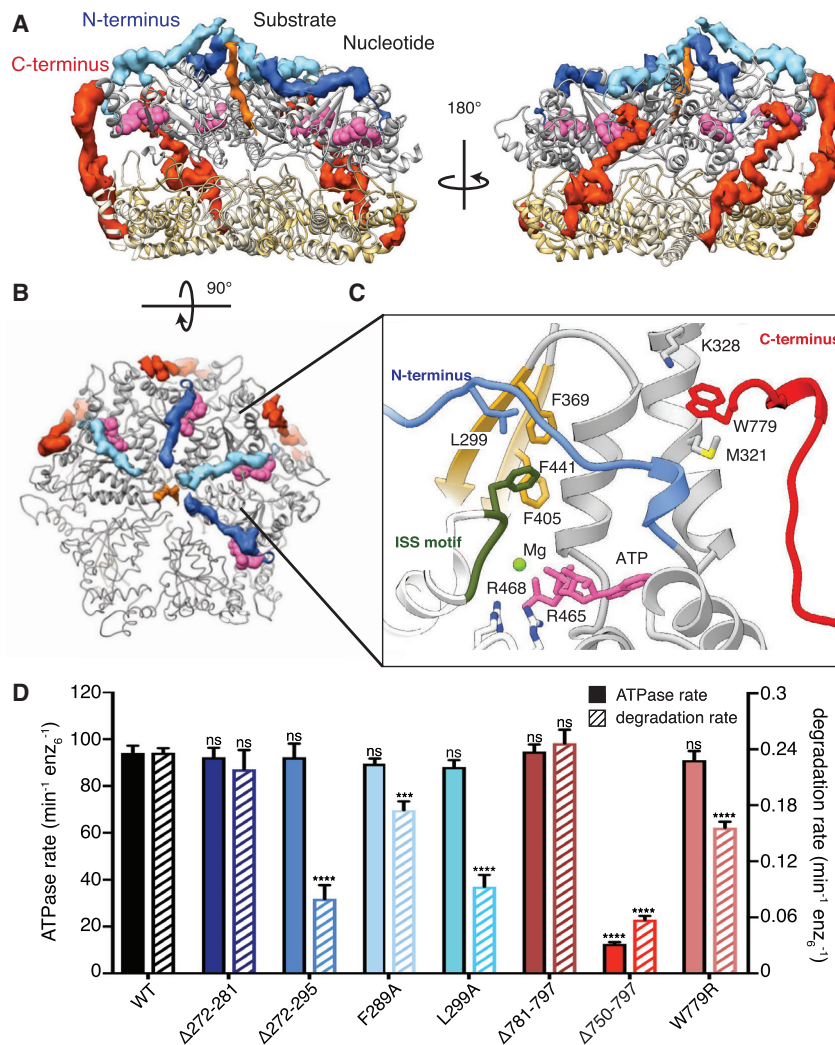 A
N-terminus
Substrate
Nucleotide
C-terminus
180°
B
90°
C
N-terminus
K328
C-terminus
F369
L299
W779
M321
F441
F405
ISS motif
Mg
ATP
R468
R465
D
ATPase rate
degradation rate
ATPase rate (min⁻¹ enz₆⁻¹)
120
100
80
60
40
20
0
degradation rate (min⁻¹ enz₆⁻¹)
0.3
0.24
0.18
0.12
0.06
0
ns ns
ns ****
ns ***
ns ****
ns ns
**** ****
ns ****
WT
Δ272-281
Δ272-295
F289A
L299A
Δ781-797
Δ750-797
W779R